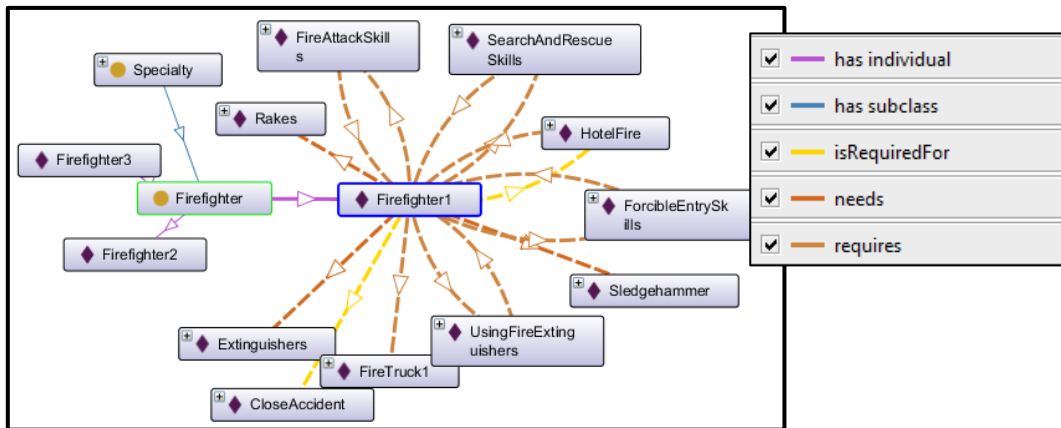 FireAttackSkill
s
SearchAndRescue
Skills
Specialty
Rakes
HotelFire
Firefighter3
Firefighter
Firefighter1
ForcibleEntrySk
ills
Firefighter2
Sledgehammer
Extinguishers
UsingFireExting
uishers
FireTruck1
CloseAccident
has individual
has subclass
isRequiredFor
needs
requires